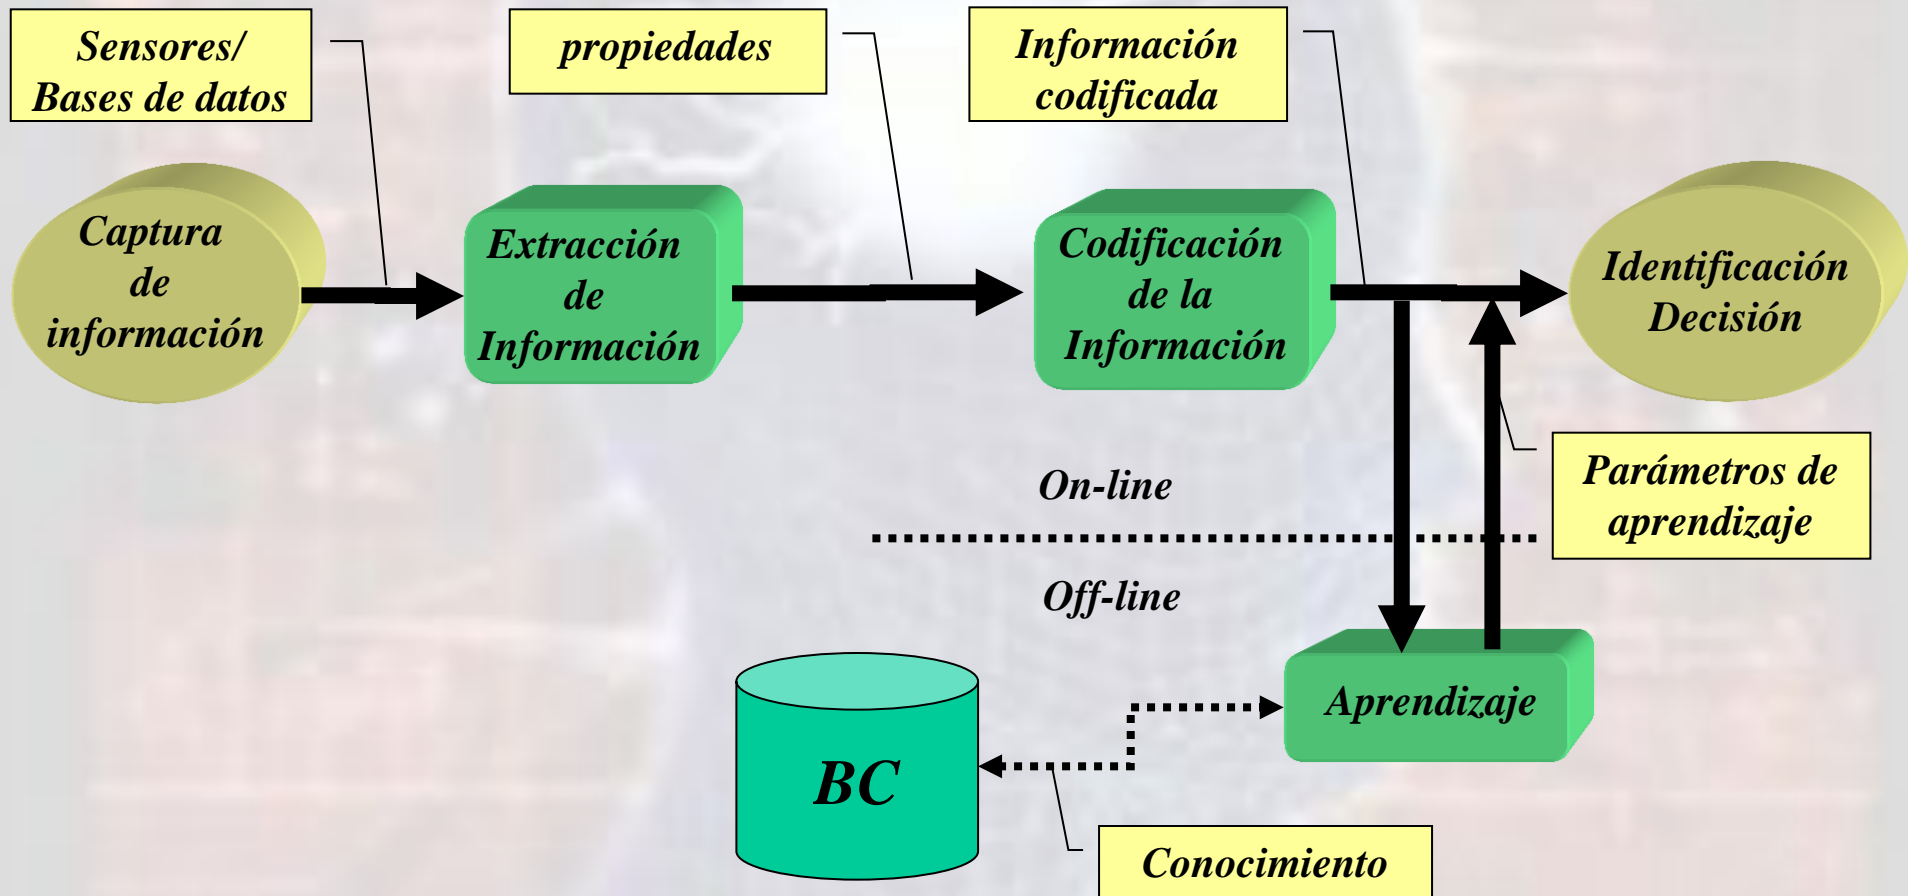 Sensores/
Bases de datos
propiedades
Información
codificada
Captura
de
información
Extracción
de
Información
Codificación
de la
Información
Identificación
Decisión
Parámetros de
aprendizaje
On-line
Off-line
Aprendizaje
BC
Conocimiento